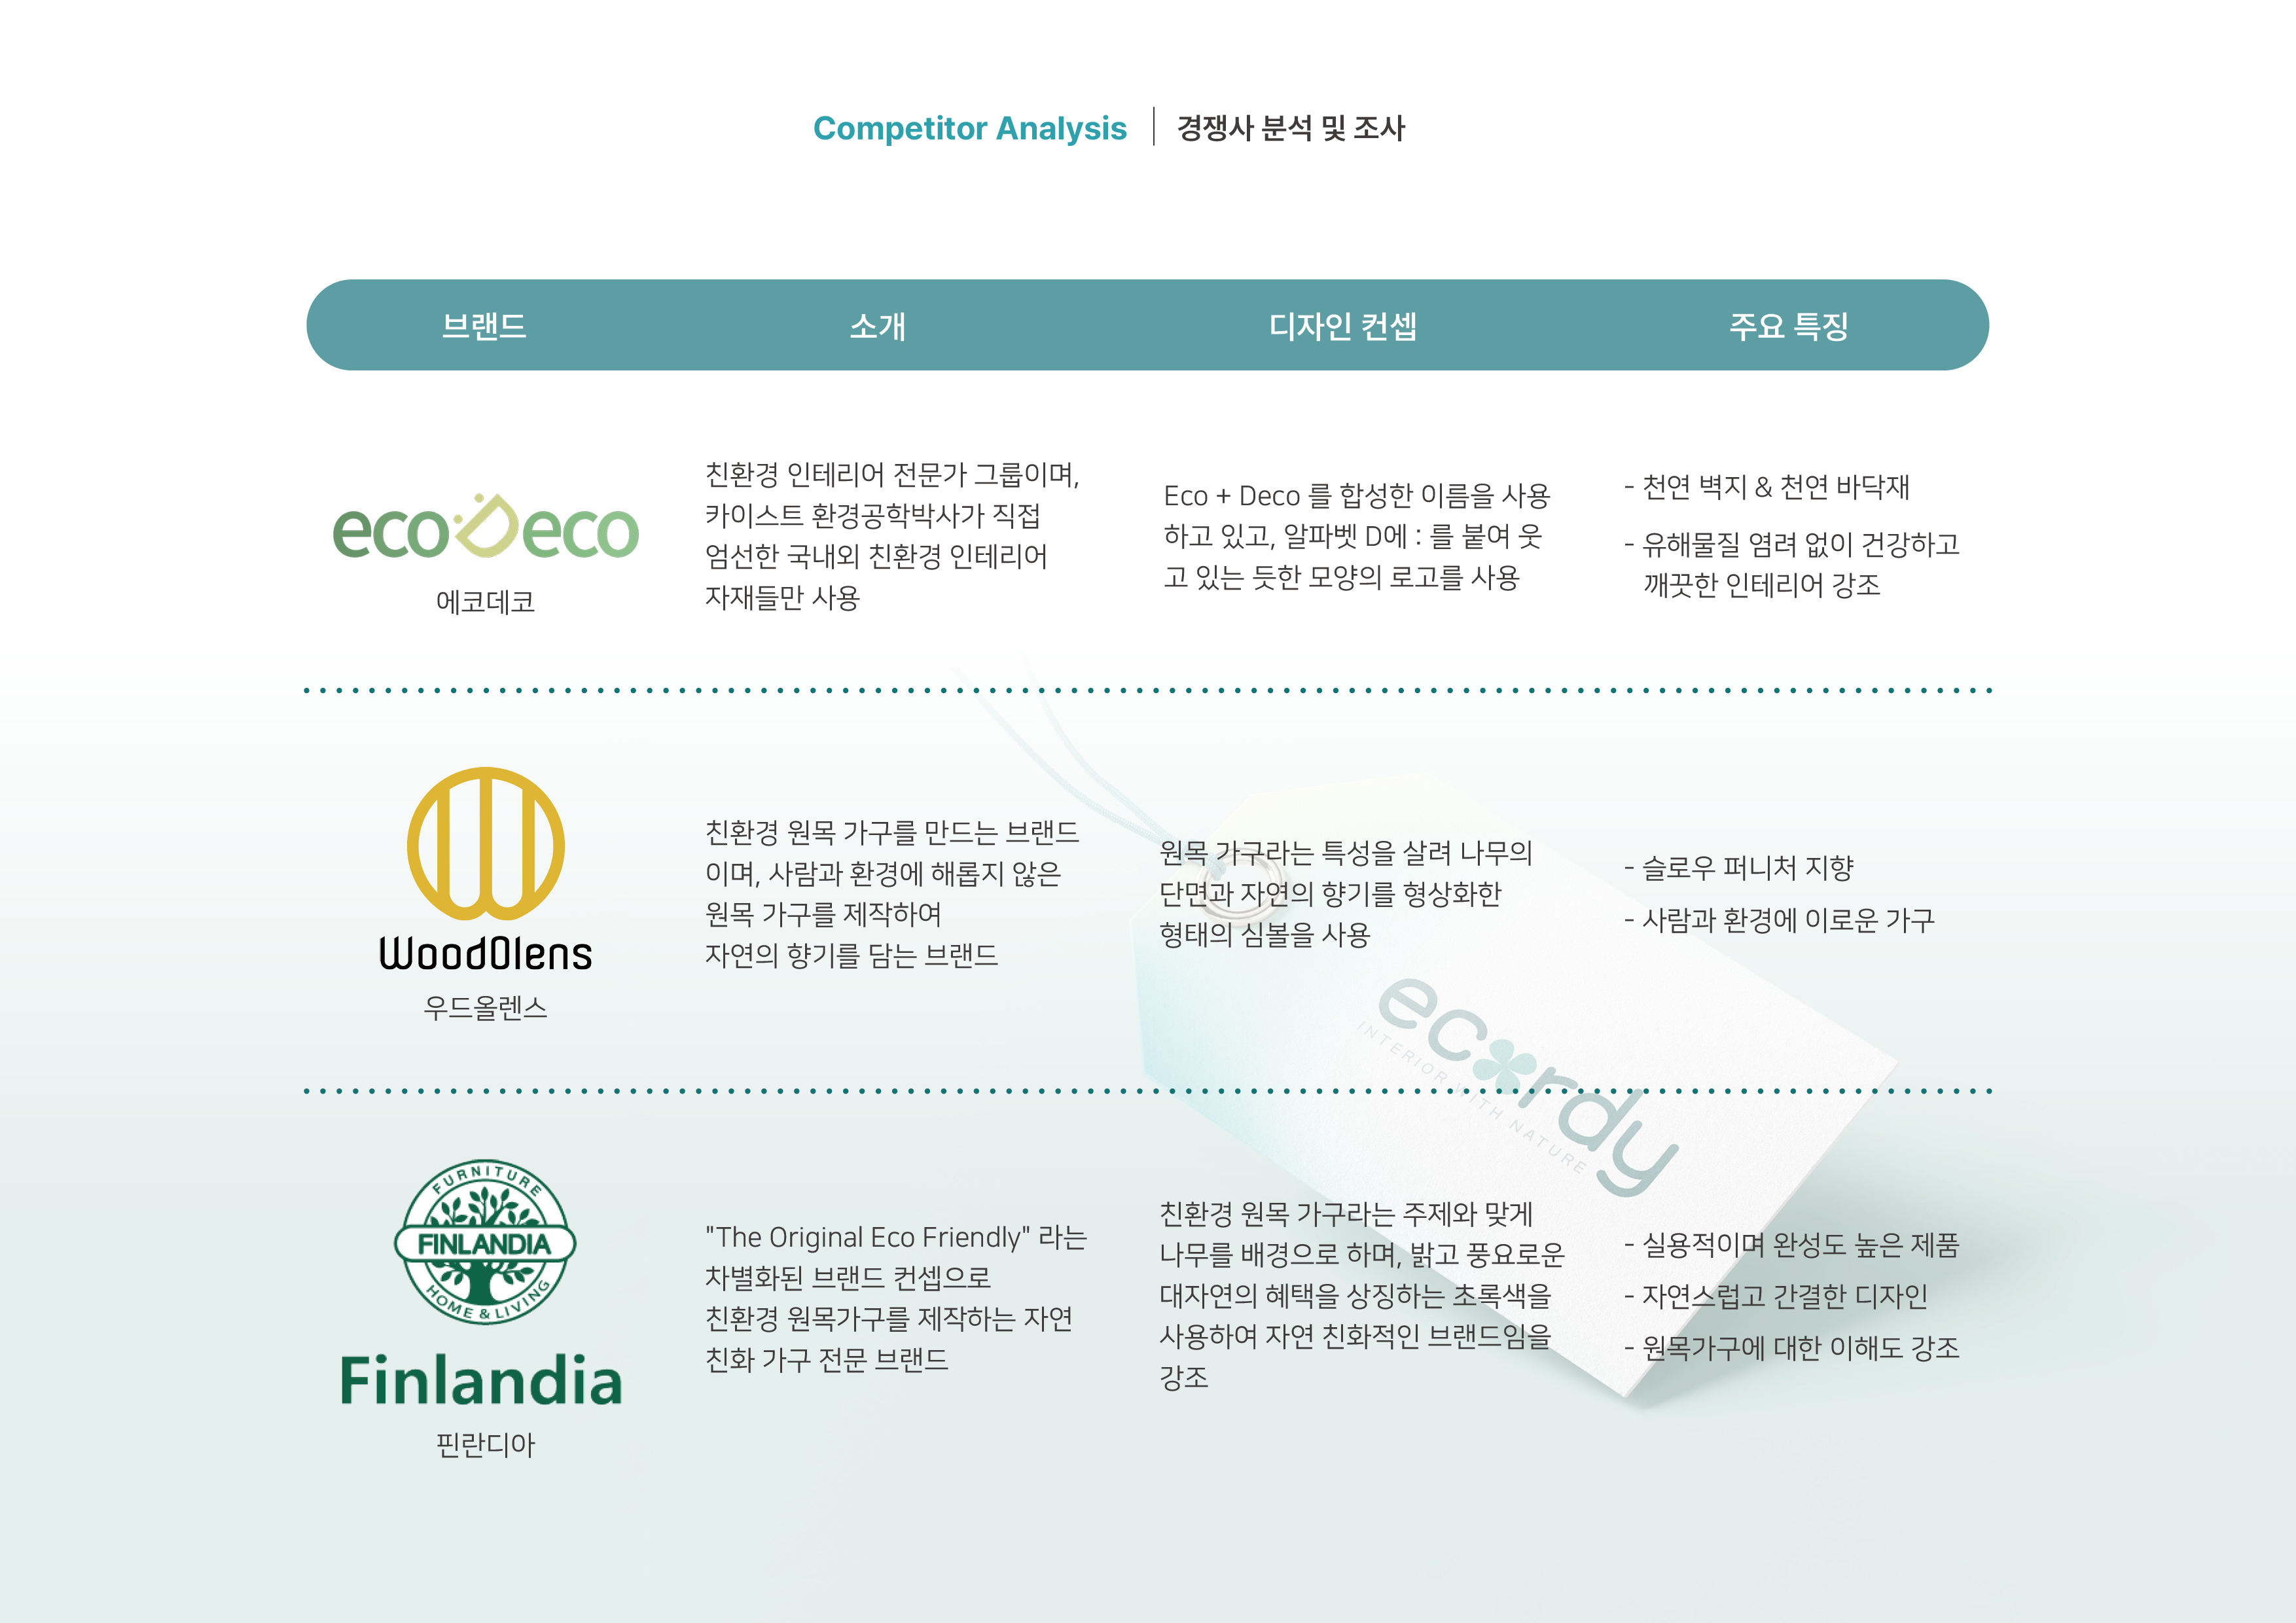 Competitor Analysis
경쟁사 분석 및 조사
브랜드
소개
디자인 컨셉
주요 특징
ecoDeco
에코데코
친환경 인테리어 전문가 그룹이며,
카이스트 환경공학박사가 직접
엄선한 국내외 친환경 인테리어
자재들만 사용
Eco + Deco 를 합성한 이름을 사용
하고 있고, 알파벳 D에 : 를 붙여 웃
고 있는 듯한 모양의 로고를 사용
- 천연 벽지 & 천연 바닥재
- 유해물질 염려 없이 건강하고
깨끗한 인테리어 강조
WoodOlens
우드올렌스
친환경 원목 가구를 만드는 브랜드
이며, 사람과 환경에 해롭지 않은
원목 가구를 제작하여
자연의 향기를 담는 브랜드
원목 가구라는 특성을 살려 나무의
단면과 자연의 향기를 형상화한
형태의 심볼을 사용
- 슬로우 퍼니처 지향
- 사람과 환경에 이로운 가구
ecordy
INTERIOR WITH NATURE
FURNITURE
FINLANDIA
HOME & LIVING
Finlandia
핀란디아
"The Original Eco Friendly" 라는
차별화된 브랜드 컨셉으로
친환경 원목가구를 제작하는 자연
친화 가구 전문 브랜드
친환경 원목 가구라는 주제와 맞게
나무를 배경으로 하며, 밝고 풍요로운
대자연의 혜택을 상징하는 초록색을
사용하여 자연 친화적인 브랜드임을
강조
- 실용적이며 완성도 높은 제품
- 자연스럽고 간결한 디자인
- 원목가구에 대한 이해도 강조